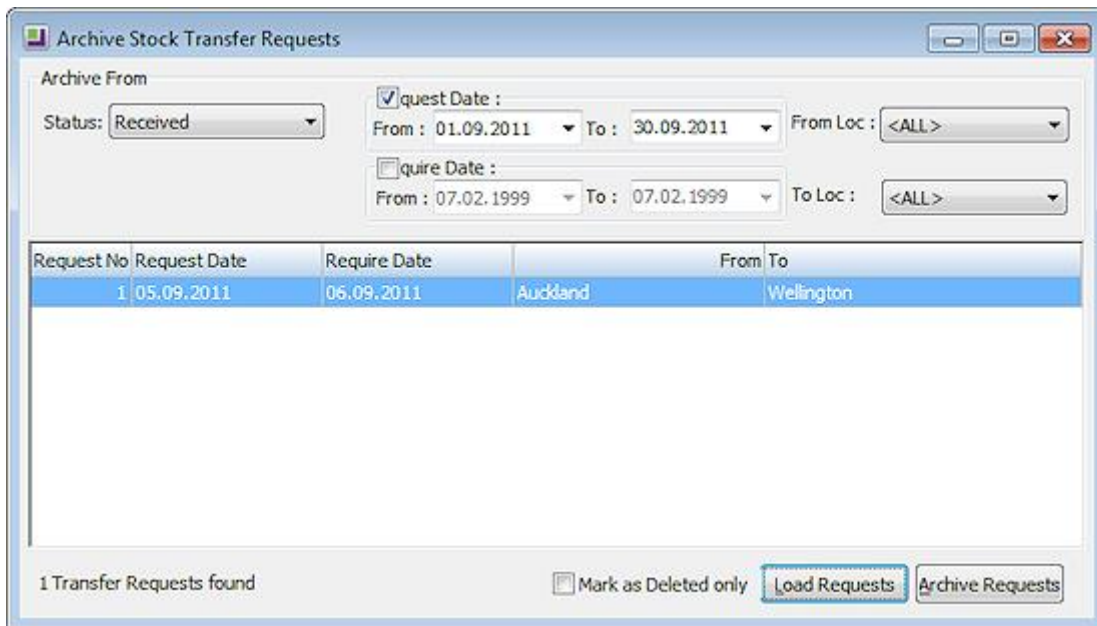 Archive Stock Transfer Requests
Archive From
Status: Received
quest Date :
From : 01.09.2011 To : 30.09.2011
From Loc : <ALL>
quire Date :
From : 07.02.1999 To : 07.02.1999
To Loc : <ALL>
Request No Request Date Require Date From To
1 05.09.2011 06.09.2011 Auckland Wellington
1 Transfer Requests found
Mark as Deleted only
Load Requests
Archive Requests